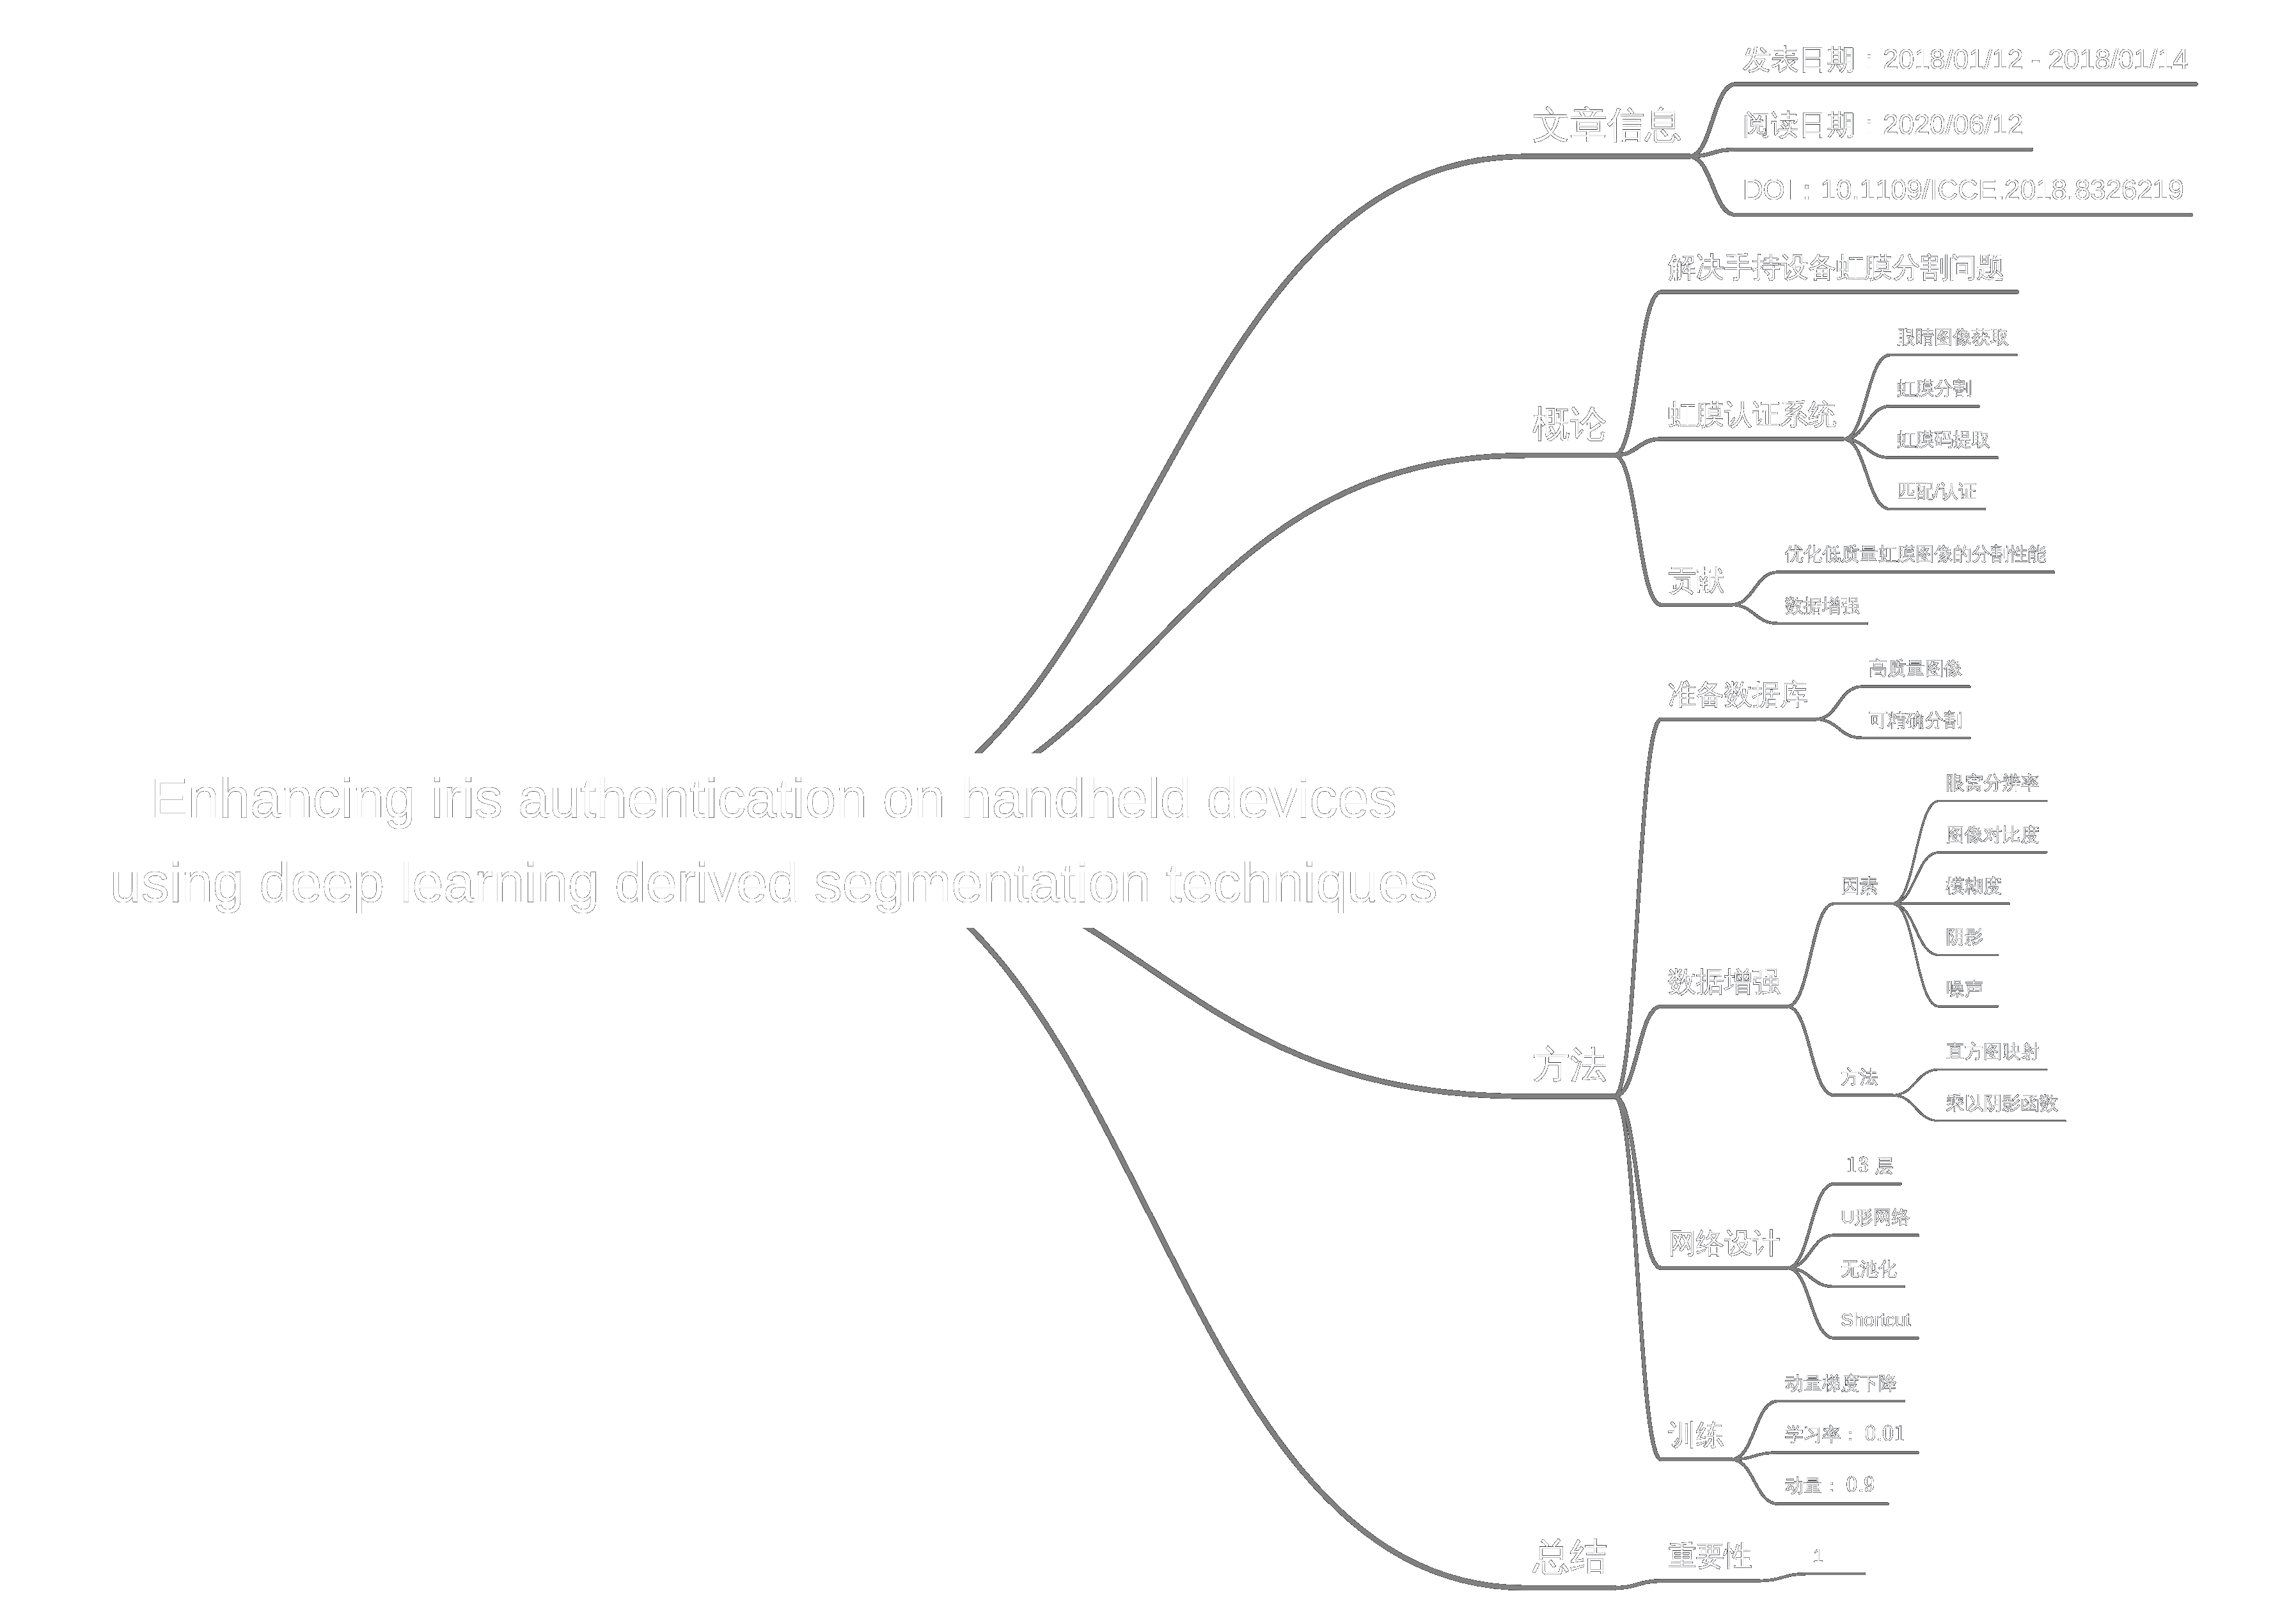 Enhancing iris authentication on handheld devices
using deep learning derived segmentation techniques
文章信息
发表日期：2018/01/12 - 2018/01/14
阅读日期：2020/06/12
DOI：10.1109/ICCE.2018.8326219
概论
解决手持设备虹膜分割问题
虹膜认证系统
眼睛图像获取
虹膜分割
虹膜码提取
匹配/认证
贡献
优化低质量虹膜图像的分割性能
数据增强
方法
准备数据库
高质量图像
可精确分割
数据增强
因素
眼窝分辨率
图像对比度
模糊度
阴影
噪声
方法
直方图映射
乘以阴影函数
网络设计
13 层
U形网络
无池化
Shortcut
训练
动量梯度下降
学习率： 0.01
动量： 0.9
总结
重要性
1